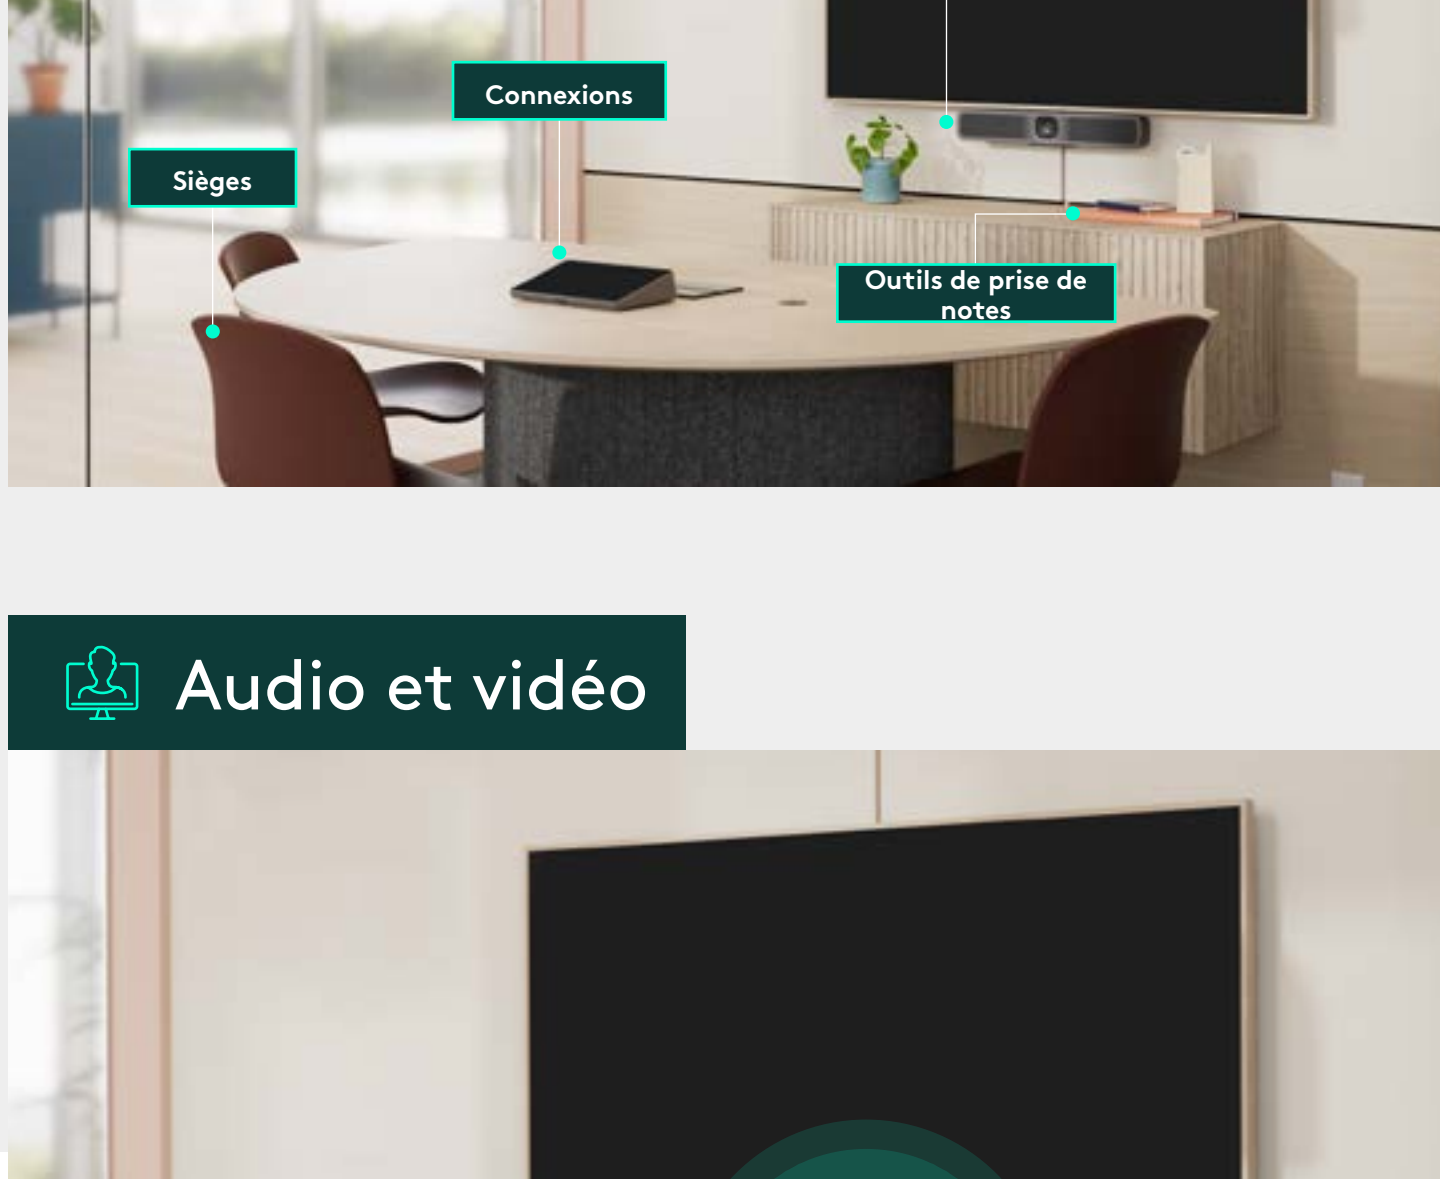 Connexions
Sièges
Outils de prise de
notes
Audio et vidéo